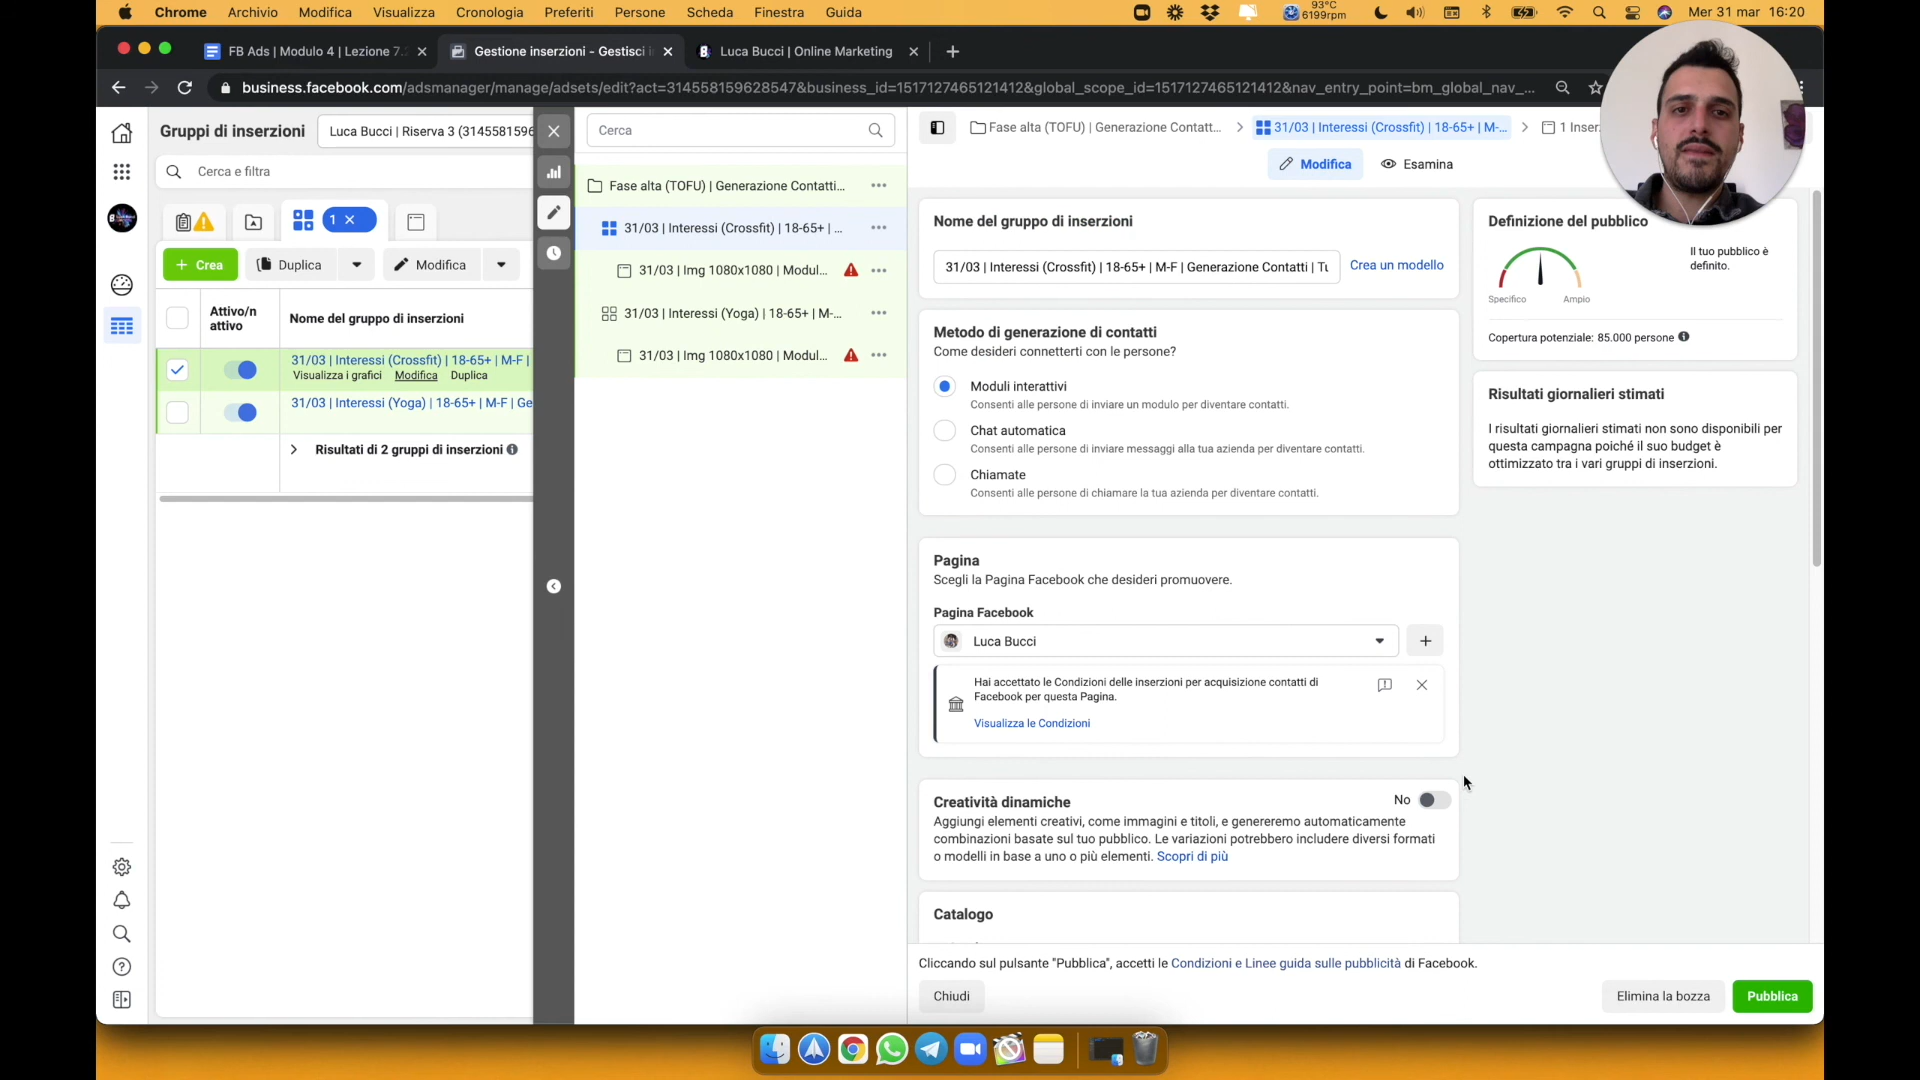 Chrome Archivio Modifica Visualizza Cronologia Preferiti Persone Scheda Finestra Guida
93°C
6199rpm
Mer 31 mar 16:20
FB Ads | Modulo 4 | Lezione 7.
Gestione inserzioni - Gestisci i
Luca Bucci | Online Marketing
business.facebook.com/adsmanager/manage/adsets/edit?act=314558159628547&business_id=1517127465121412&global_scope_id=1517127465121412&nav_entry_point=bm_global_nav_...
Gruppi di inserzioni
Luca Bucci | Riserva 3 (3145581596
Cerca e filtra
1
Crea
Duplica
Modifica
Attivo/n
attivo
Nome del gruppo di inserzioni
31/03 | Interessi (Crossfit) | 18-65+ | M-F |
Visualizza i grafici Modifica Duplica
31/03 | Interessi (Yoga) | 18-65+ | M-F | Ge
Risultati di 2 gruppi di inserzioni
Cerca
Fase alta (TOFU) | Generazione Contatti...
31/03 | Interessi (Crossfit) | 18-65+ | ...
31/03 | Img 1080x1080 | Modul...
31/03 | Interessi (Yoga) | 18-65+ | M-...
31/03 | Img 1080x1080 | Modul...
Fase alta (TOFU) | Generazione Contatt...
31/03 | Interessi (Crossfit) | 18-65+ | M-...
1 Inser
Modifica
Esamina
Nome del gruppo di inserzioni
31/03 | Interessi (Crossfit) | 18-65+ | M-F | Generazione Contatti | Tu
Crea un modello
Metodo di generazione di contatti
Come desideri connetterti con le persone?
Moduli interattivi
Consenti alle persone di inviare un modulo per diventare contatti.
Chat automatica
Consenti alle persone di inviare messaggi alla tua azienda per diventare contatti.
Chiamate
Consenti alle persone di chiamare la tua azienda per diventare contatti.
Pagina
Scegli la Pagina Facebook che desideri promuovere.
Pagina Facebook
Luca Bucci
Hai accettato le Condizioni delle inserzioni per acquisizione contatti di
Facebook per questa Pagina.
Visualizza le Condizioni
Creatività dinamiche
No
Aggiungi elementi creativi, come immagini e titoli, e genereremo automaticamente
combinazioni basate sul tuo pubblico. Le variazioni potrebbero includere diversi formati
o modelli in base a uno o più elementi. Scopri di più
Catalogo
Definizione del pubblico
Specifico
Ampio
Il tuo pubblico è
definito.
Copertura potenziale: 85.000 persone
Risultati giornalieri stimati
I risultati giornalieri stimati non sono disponibili per
questa campagna poiché il suo budget è
ottimizzato tra i vari gruppi di inserzioni.
Cliccando sul pulsante "Pubblica", accetti le Condizioni e Linee guida sulle pubblicità di Facebook.
Chiudi
Elimina la bozza
Pubblica